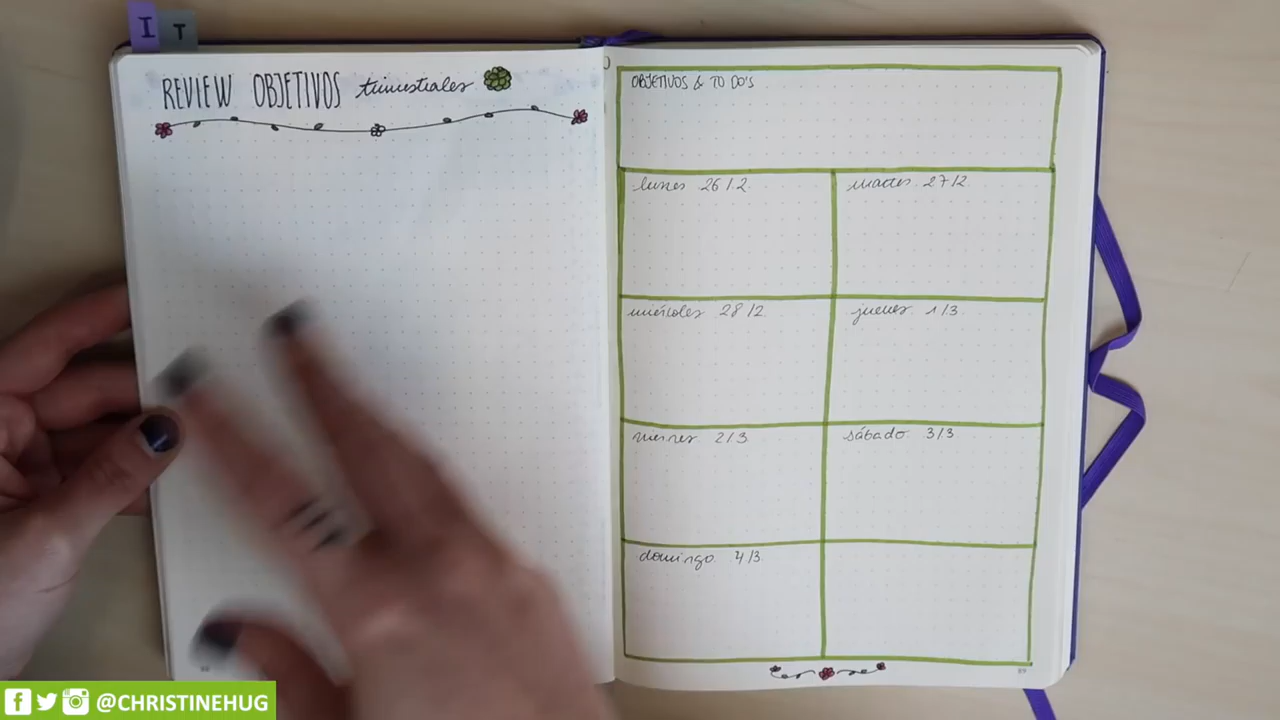 I T
REVIEW OBJETIVOS trimestrales
OBJETIVOS & TO DO'S
lunes 26/2
martes 27/2
miércoles 28/2
jueves 1/3
viernes 2/3
sábado 3/3
domingo 4/3
@CHRISTINEHUG